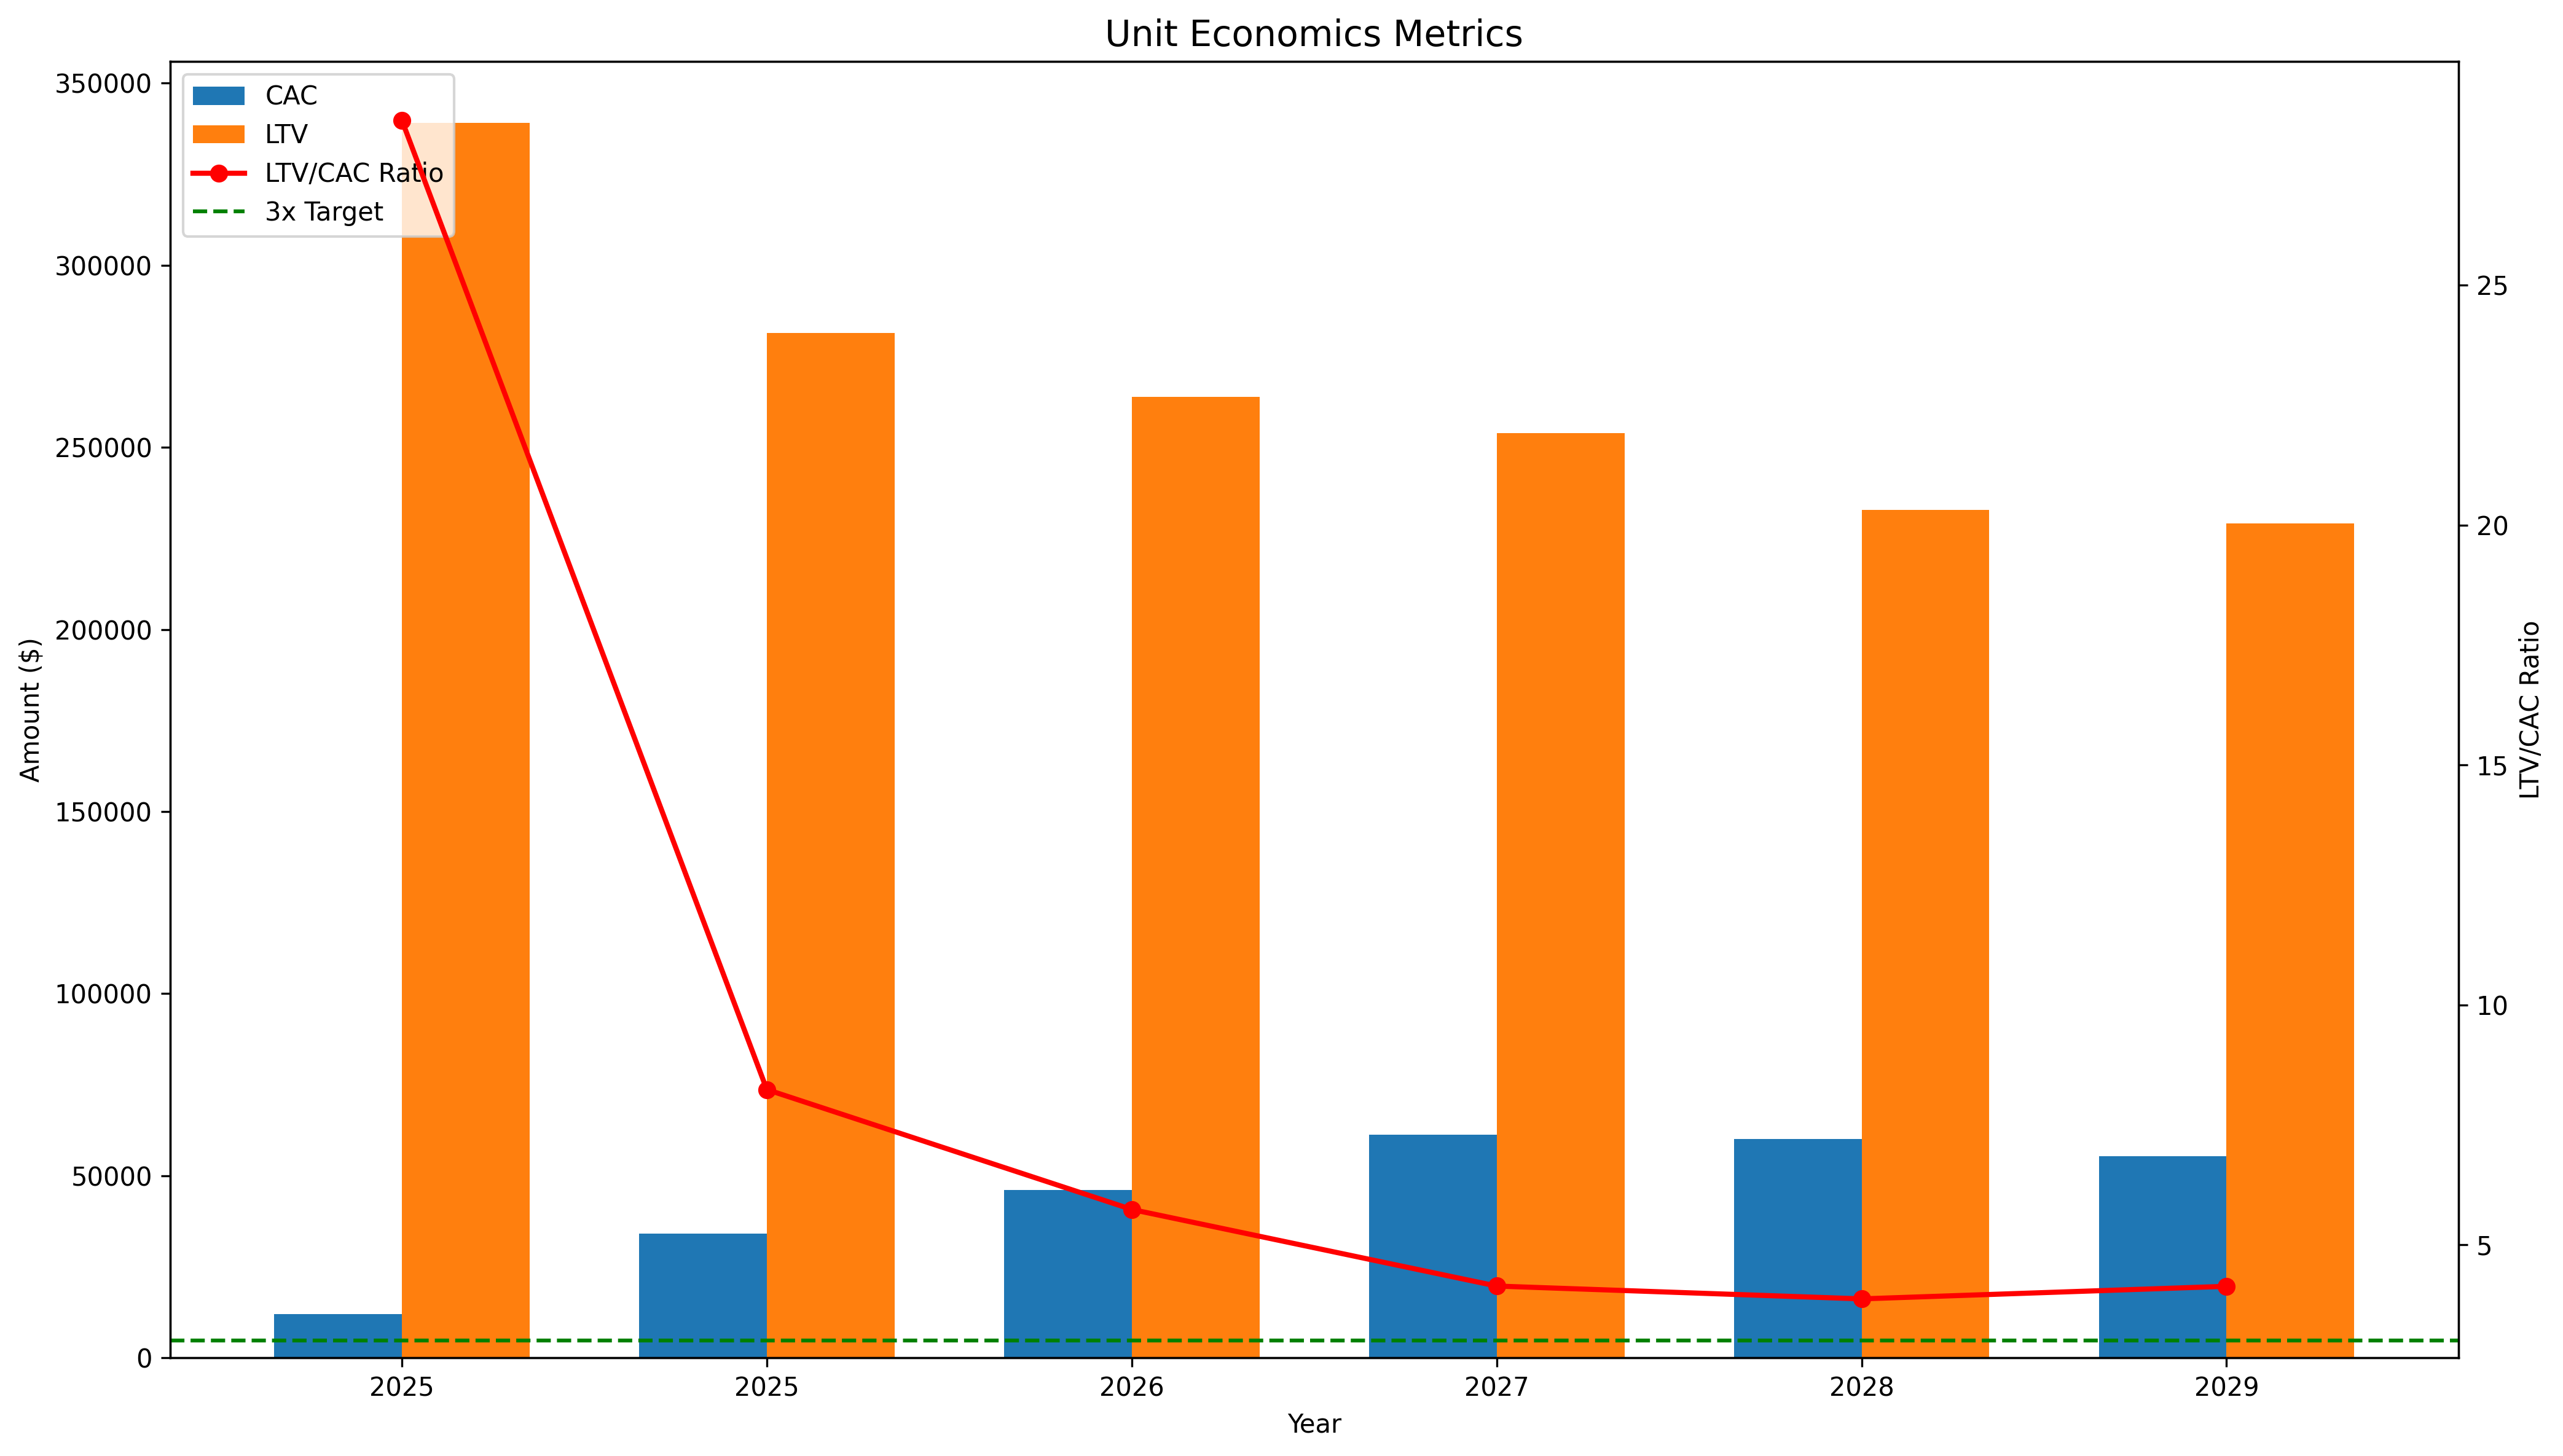 Unit Economics Metrics
CAC
LTV
LTV/CAC Ratio
3x Target
350000
300000
250000
200000
150000
100000
50000
0
Amount ($)
25
20
15
10
5
LTV/CAC Ratio
2025 2025 2026 2027 2028 2029
Year